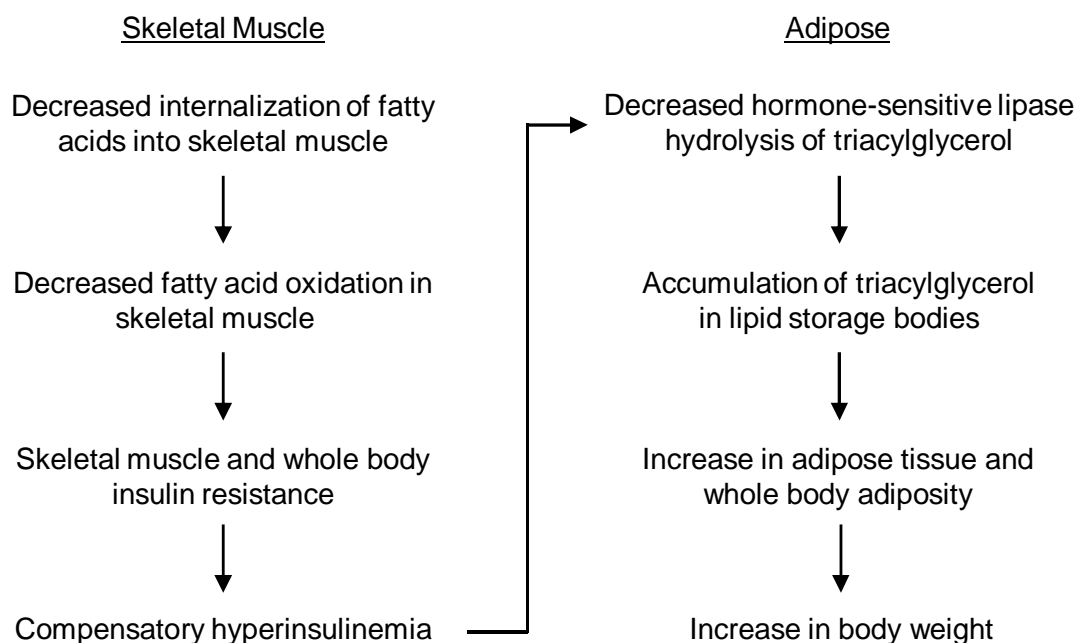 Skeletal Muscle
Decreased internalization of fatty
acids into skeletal muscle
Decreased fatty acid oxidation in
skeletal muscle
Skeletal muscle and whole body
insulin resistance
Compensatory hyperinsulinemia
Adipose
Decreased hormone-sensitive lipase
hydrolysis of triacylglycerol
Accumulation of triacylglycerol
in lipid storage bodies
Increase in adipose tissue and
whole body adiposity
Increase in body weight